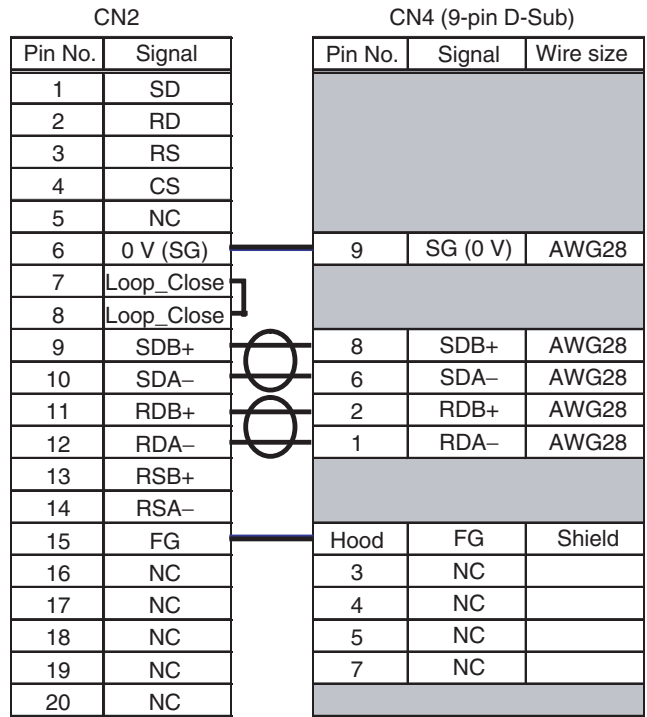 CN2 CN4 (9-pin D-Sub)
Pin No. Signal Pin No. Signal Wire size
1 SD
2 RD
3 RS
4 CS
5 NC
6 0 V (SG) 9 SG (0 V) AWG28
7 Loop_Close
8 Loop_Close
9 SDB+ 8 SDB+ AWG28
10 SDA− 6 SDA− AWG28
11 RDB+ 2 RDB+ AWG28
12 RDA− 1 RDA− AWG28
13 RSB+
14 RSA−
15 FG Hood FG Shield
16 NC 3 NC
17 NC 4 NC
18 NC 5 NC
19 NC 7 NC
20 NC